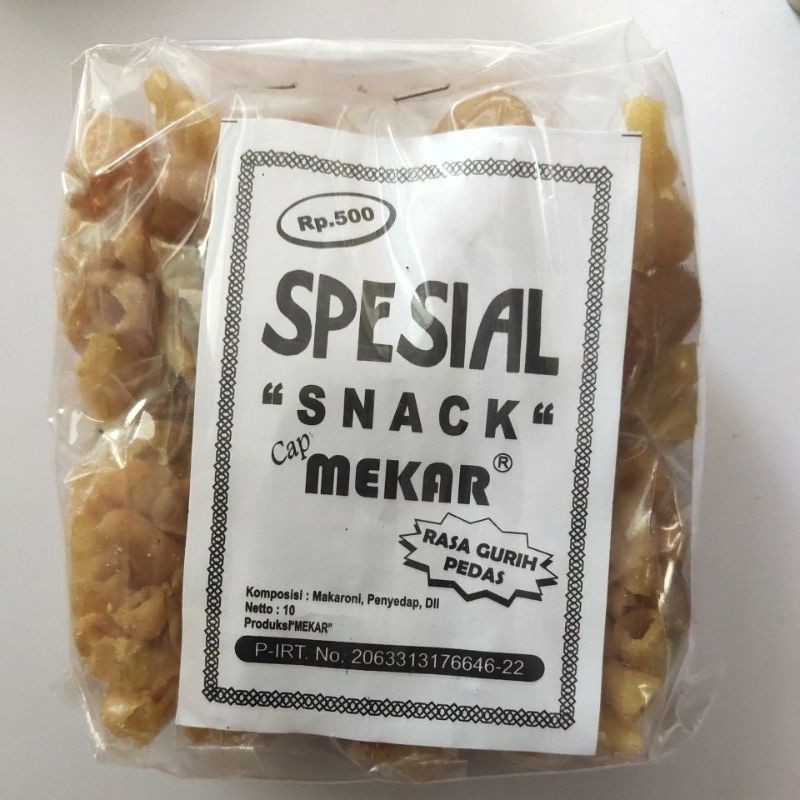 Rp.500
SPESIAL
“SNACK“
Cap
MEKAR®
RASA GURIH
PEDAS
Komposisi : Makaroni, Penyedap, Dll
Netto : 10
Produksi"MEKAR"
P-IRT. No. 2063313176646-22